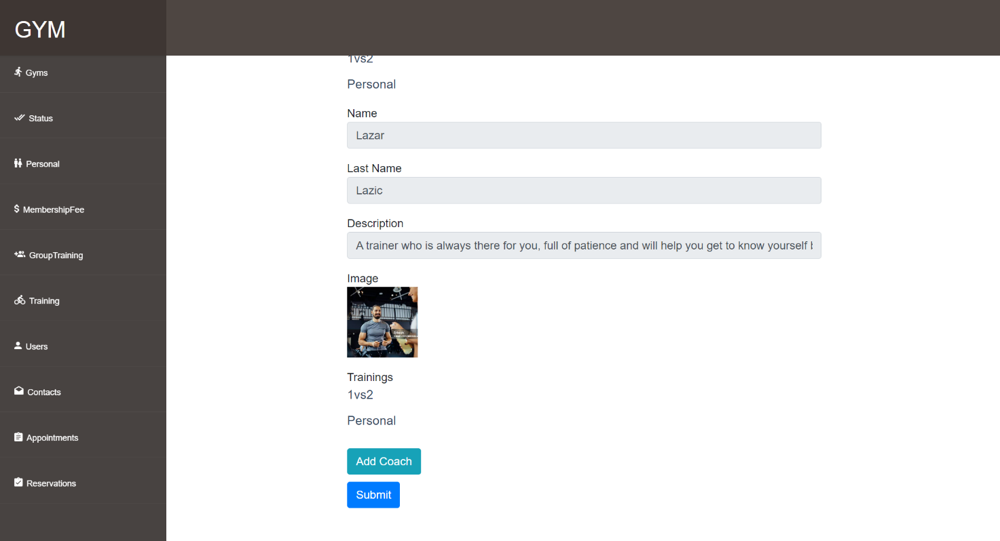 GYM
Gyms
Status
Personal
MembershipFee
GroupTraining
Training
Users
Contacts
Appointments
Reservations
1vs2
Personal
Name
Lazar
Last Name
Lazic
Description
A trainer who is always there for you, full of patience and will help you get to know yourself
Image
Trainings
1vs2
Personal
Add Coach
Submit